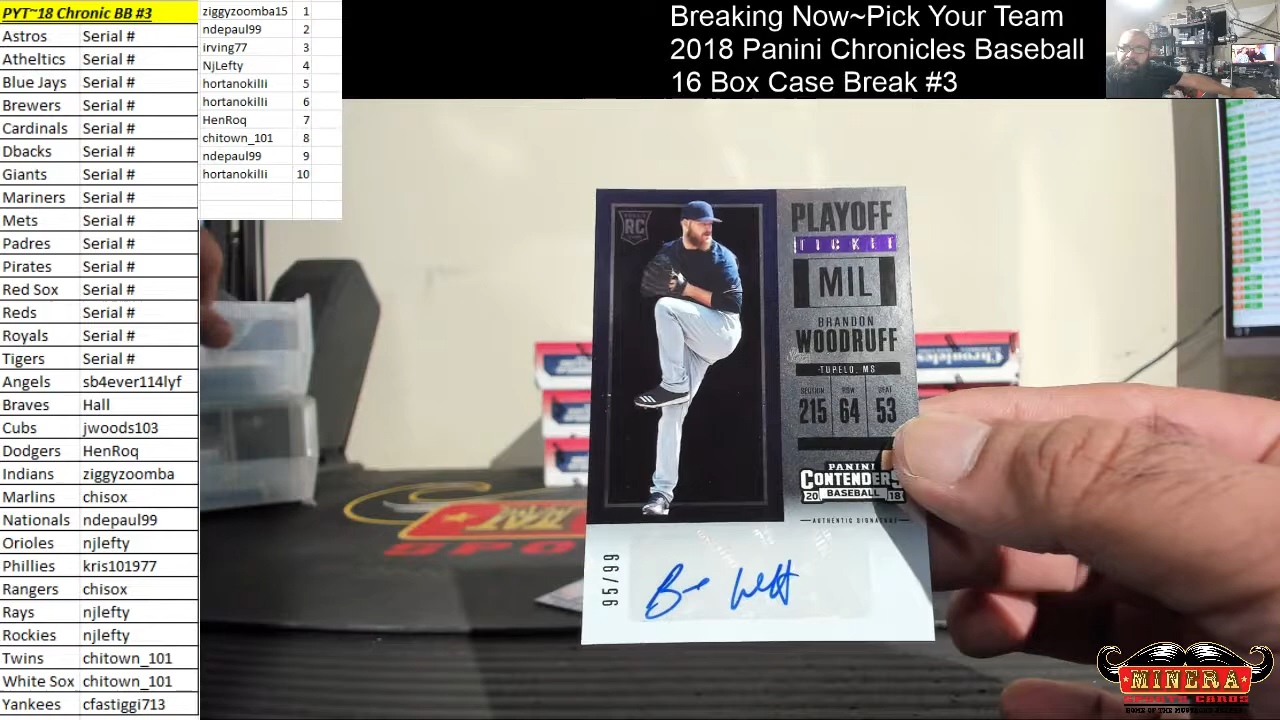 PYT~18 Chronic BB #3
Astros Serial #
Atheltics Serial #
Blue Jays Serial #
Brewers Serial #
Cardinals Serial #
Dbacks Serial #
Giants Serial #
Mariners Serial #
Mets Serial #
Padres Serial #
Pirates Serial #
Red Sox Serial #
Reds Serial #
Royals Serial #
Tigers Serial #
Angels sb4ever114lyf
Braves Hall
Cubs jwoods103
Dodgers HenRoq
Indians ziggyzoomba
Marlins chisox
Nationals ndepaul99
Orioles njlefty
Phillies kris101977
Rangers chisox
Rays njlefty
Rockies njlefty
Twins chitown_101
White Sox chitown_101
Yankees cfastiggi713
ziggyzoomba15 1
ndepaul99 2
irving77 3
NjLefty 4
hortanokilli 5
hortanokilli 6
HenRoq 7
chitown_101 8
ndepaul99 9
hortanokilli 10
Breaking Now~Pick Your Team
2018 Panini Chronicles Baseball
16 Box Case Break #3
RC
PLAYOFF
TICKET
MIL
BRANDON
WOODRUFF
TUPELO, MS
SECTION ROW SEAT
215 64 53
PANINI
CONTENDERS
20 BASEBALL 18
AUTHENTIC SIGNATURE
95/99
Chronicles
MINERA
SPORTS CARDS